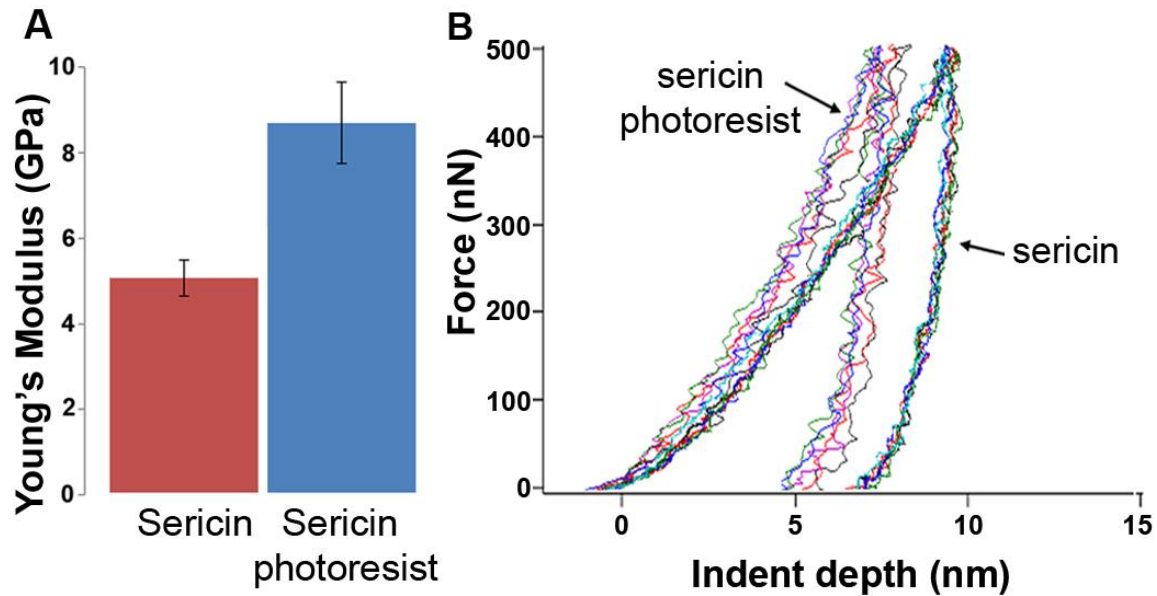 A
Young's Modulus (GPa)
10
8
6
4
2
0
Sericin
Sericin
photoresist
B
Force (nN)
500
400
300
200
100
0
sericin
photoresist
sericin
0
5
10
15
Indent depth (nm)